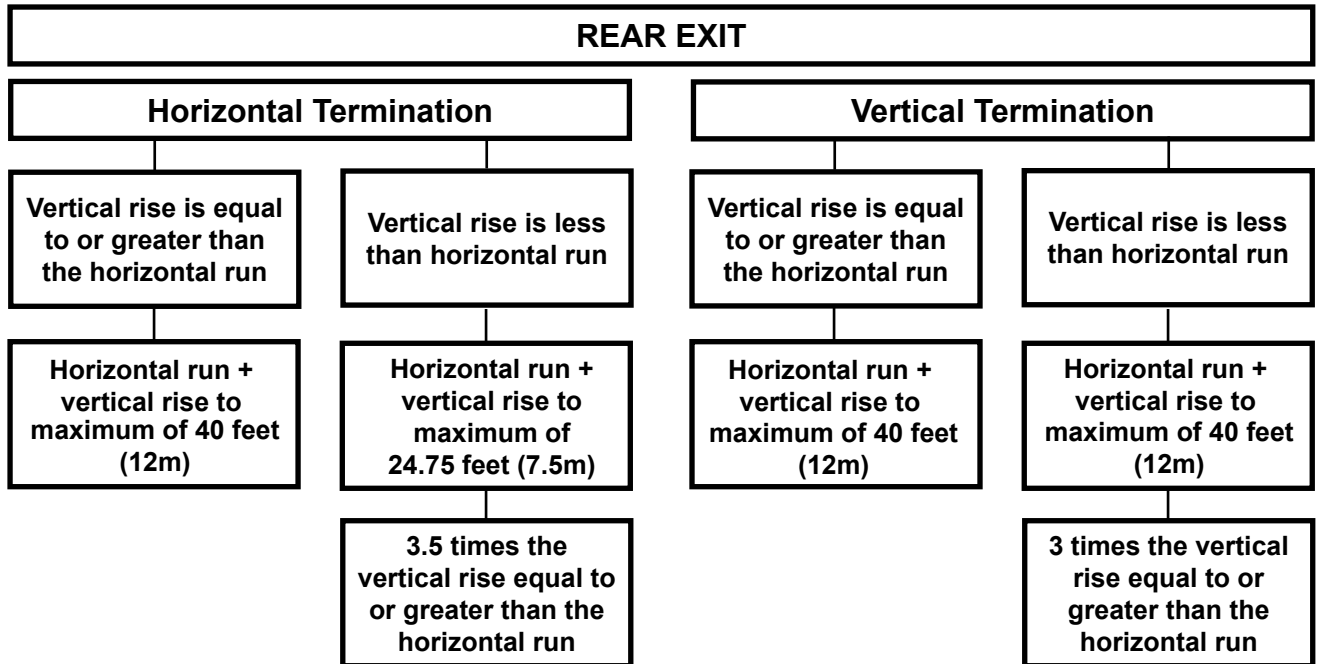 REAR EXIT
Horizontal Termination
Vertical Termination
Vertical rise is equal
to or greater than
the horizontal run
Vertical rise is less
than horizontal run
Vertical rise is equal
to or greater than
the horizontal run
Vertical rise is less
than horizontal run
Horizontal run +
vertical rise to
maximum of 40 feet
(12m)
Horizontal run +
vertical rise to
maximum of
24.75 feet (7.5m)
Horizontal run +
vertical rise to
maximum of 40 feet
(12m)
Horizontal run +
vertical rise to
maximum of 40 feet
(12m)
3.5 times the
vertical rise equal to
or greater than the
horizontal run
3 times the vertical
rise equal to or
greater than the
horizontal run